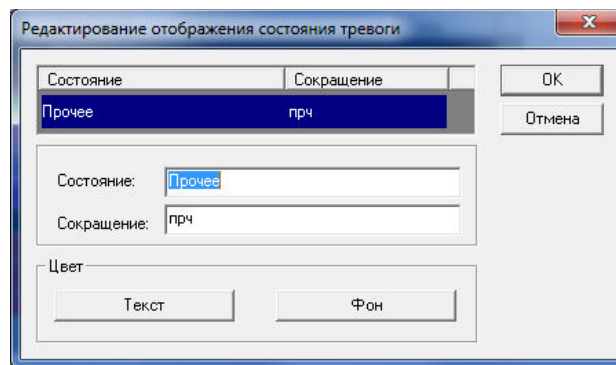 Редактирование отображения состояния тревоги
Состояние Сокращение
Прочее прч
OK
Отмена
Состояние: Прочее
Сокращение: прч
Цвет
Текст Фон